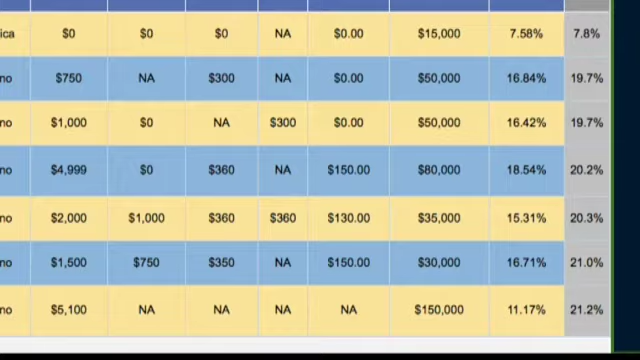 ica $0 $0 $0 NA $0.00 $15,000 7.58% 7.8%
no $750 NA $300 NA $0.00 $50,000 16.84% 19.7%
no $1,000 $0 NA $300 $0.00 $50,000 16.42% 19.7%
no $4,999 $0 $360 NA $150.00 $80,000 18.54% 20.2%
no $2,000 $1,000 $360 $360 $130.00 $35,000 15.31% 20.3%
no $1,500 $750 $350 NA $150.00 $30,000 16.71% 21.0%
no $5,100 NA NA NA NA $150,000 11.17% 21.2%